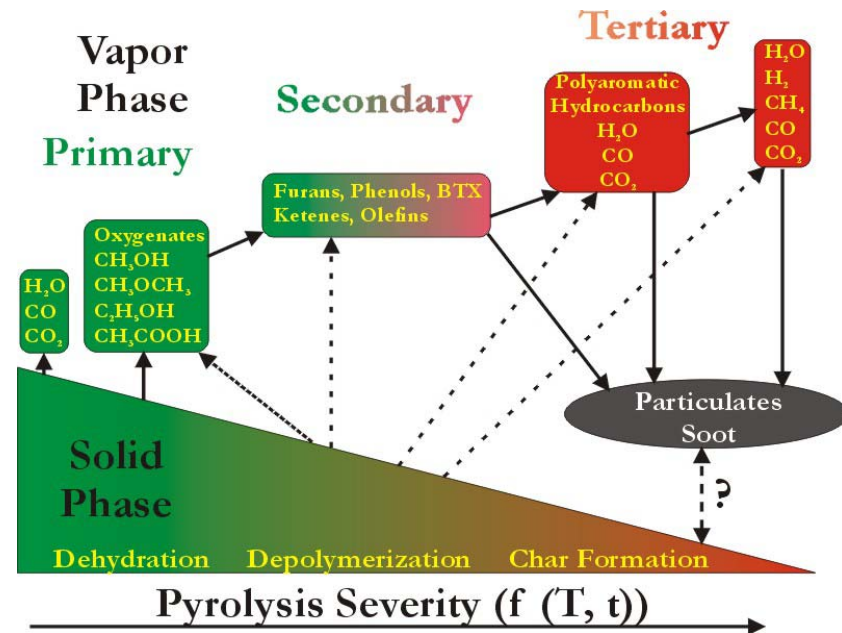 Vapor
Phase
Primary
Secondary
Tertiary
H₂O
CO
CO₂
Oxygenates
CH₃OH
CH₃OCH₃
C₂H₅OH
CH₃COOH
Furans, Phenols, BTX
Ketenes, Olefins
Polyaromatic
Hydrocarbons
H₂O
CO
CO₂
H₂O
H₂
CH₄
CO
CO₂
Particulates
Soot
?
Solid
Phase
Dehydration Depolymerization Char Formation
Pyrolysis Severity (f (T, t))